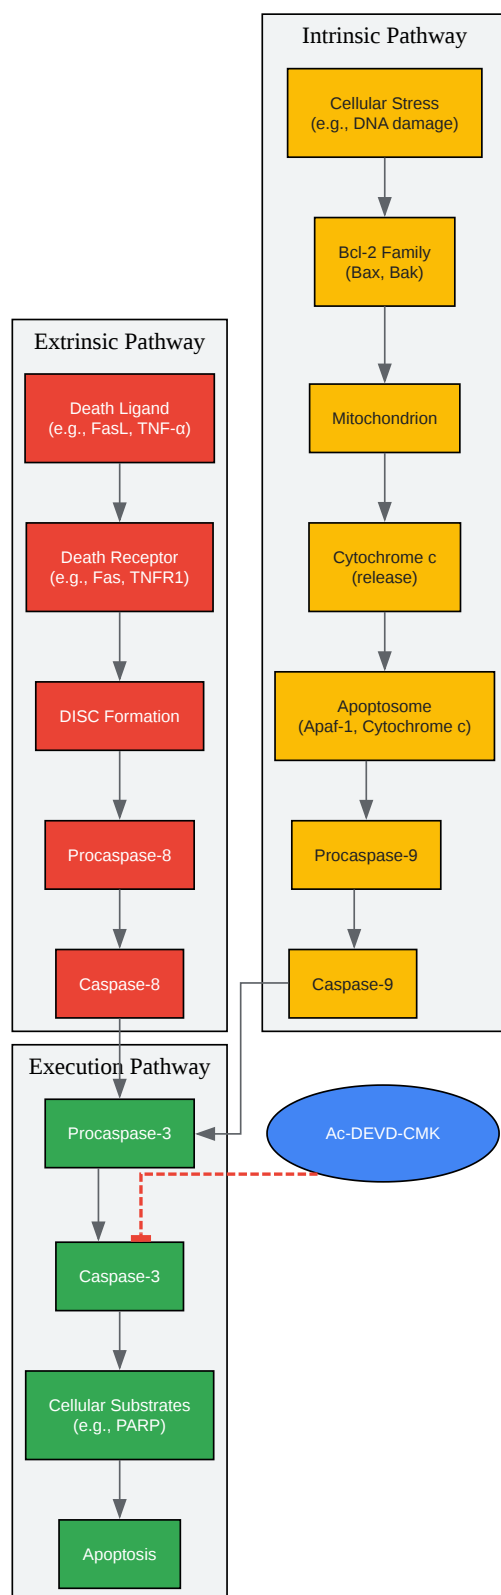 Intrinsic Pathway
Cellular Stress
(e.g., DNA damage)
Bcl-2 Family
(Bax, Bak)
Mitochondrion
Cytochrome c
(release)
Apoptosome
(Apaf-1, Cytochrome c)
Procaspase-9
Caspase-9
Extrinsic Pathway
Death Ligand
(e.g., FasL, TNF-α)
Death Receptor
(e.g., Fas, TNFR1)
DISC Formation
Procaspase-8
Caspase-8
Execution Pathway
Procaspase-3
Ac-DEVD-CMK
Caspase-3
Cellular Substrates
(e.g., PARP)
Apoptosis